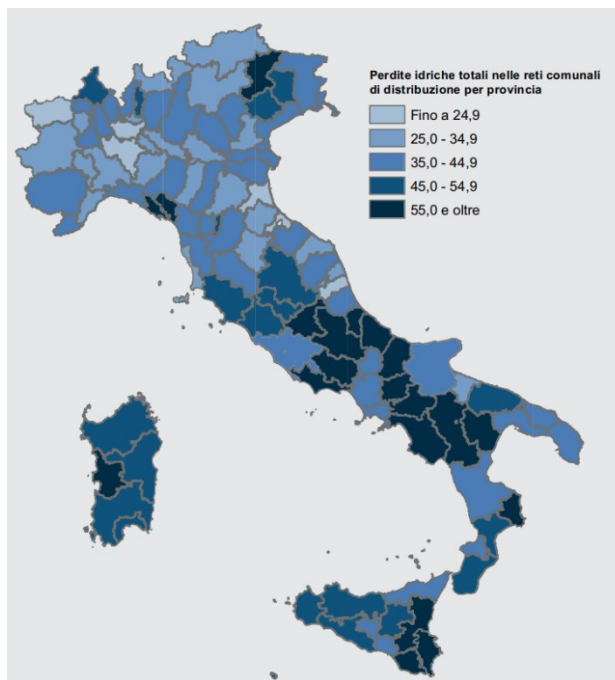 Perdite idriche totali nelle reti comunali
di distribuzione per provincia
Fino a 24,9
25,0 - 34,9
35,0 - 44,9
45,0 - 54,9
55,0 e oltre